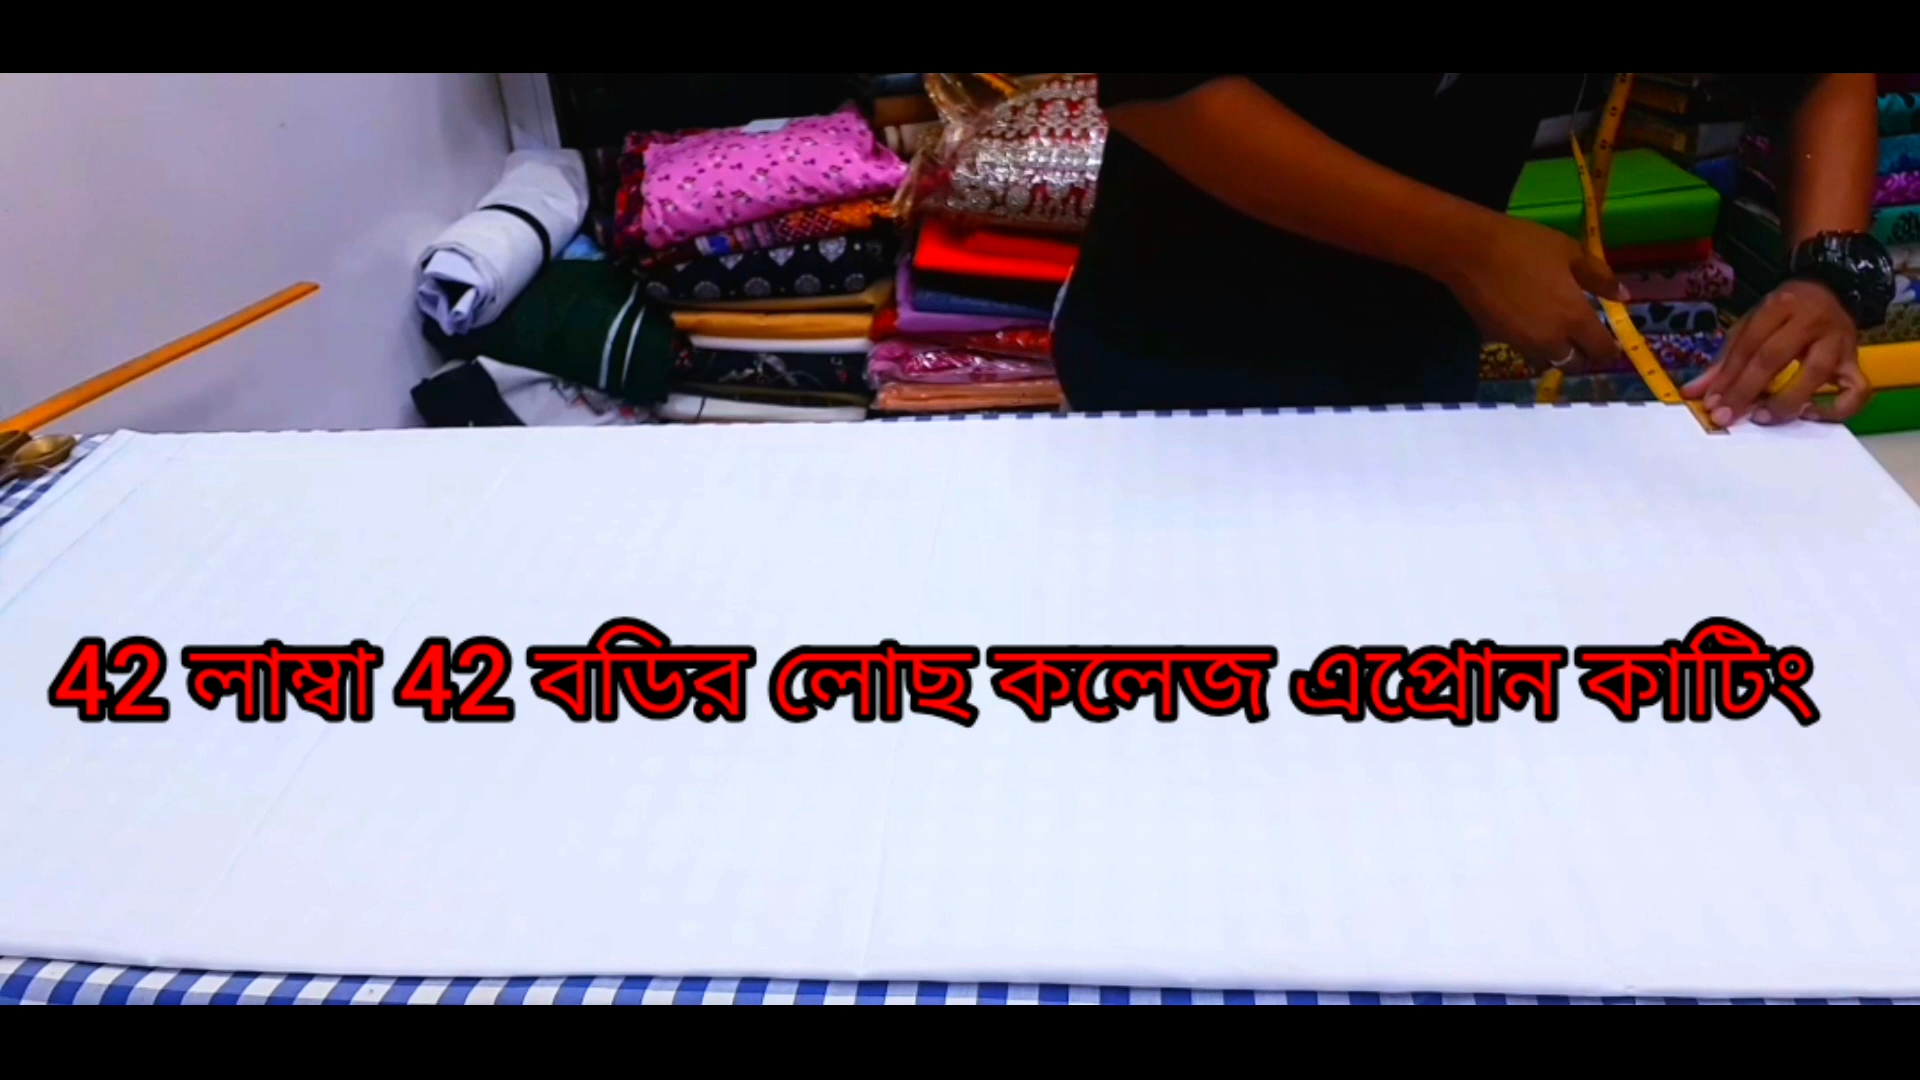 42 লাম্বা 42 বডির লোছ কলেজ এপ্রোন কাটিং